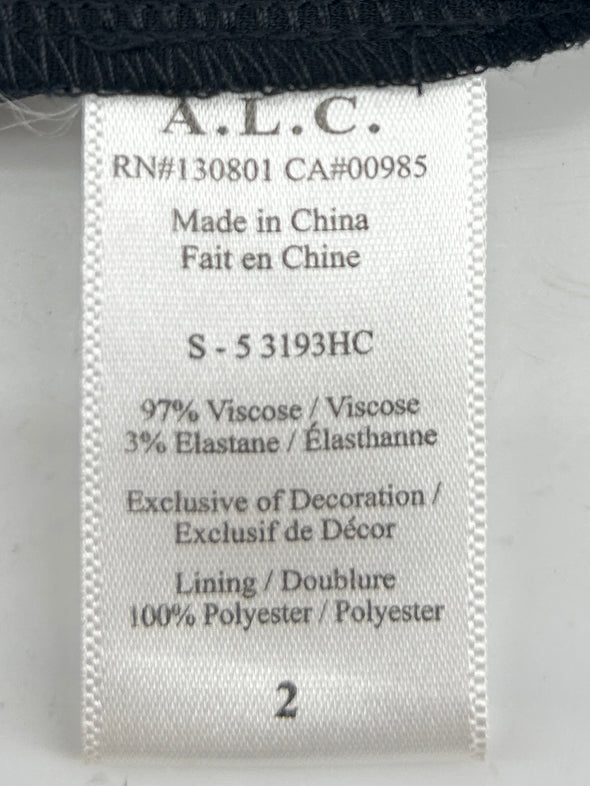 A.L.C.
RN#130801 CA#00985
Made in China
Fait en Chine
S - 5 3193HC
97% Viscose / Viscose
3% Elastane / Élasthanne
Exclusive of Decoration /
Exclusif de Décor
Lining / Doublure
100% Polyester / Polyester
2